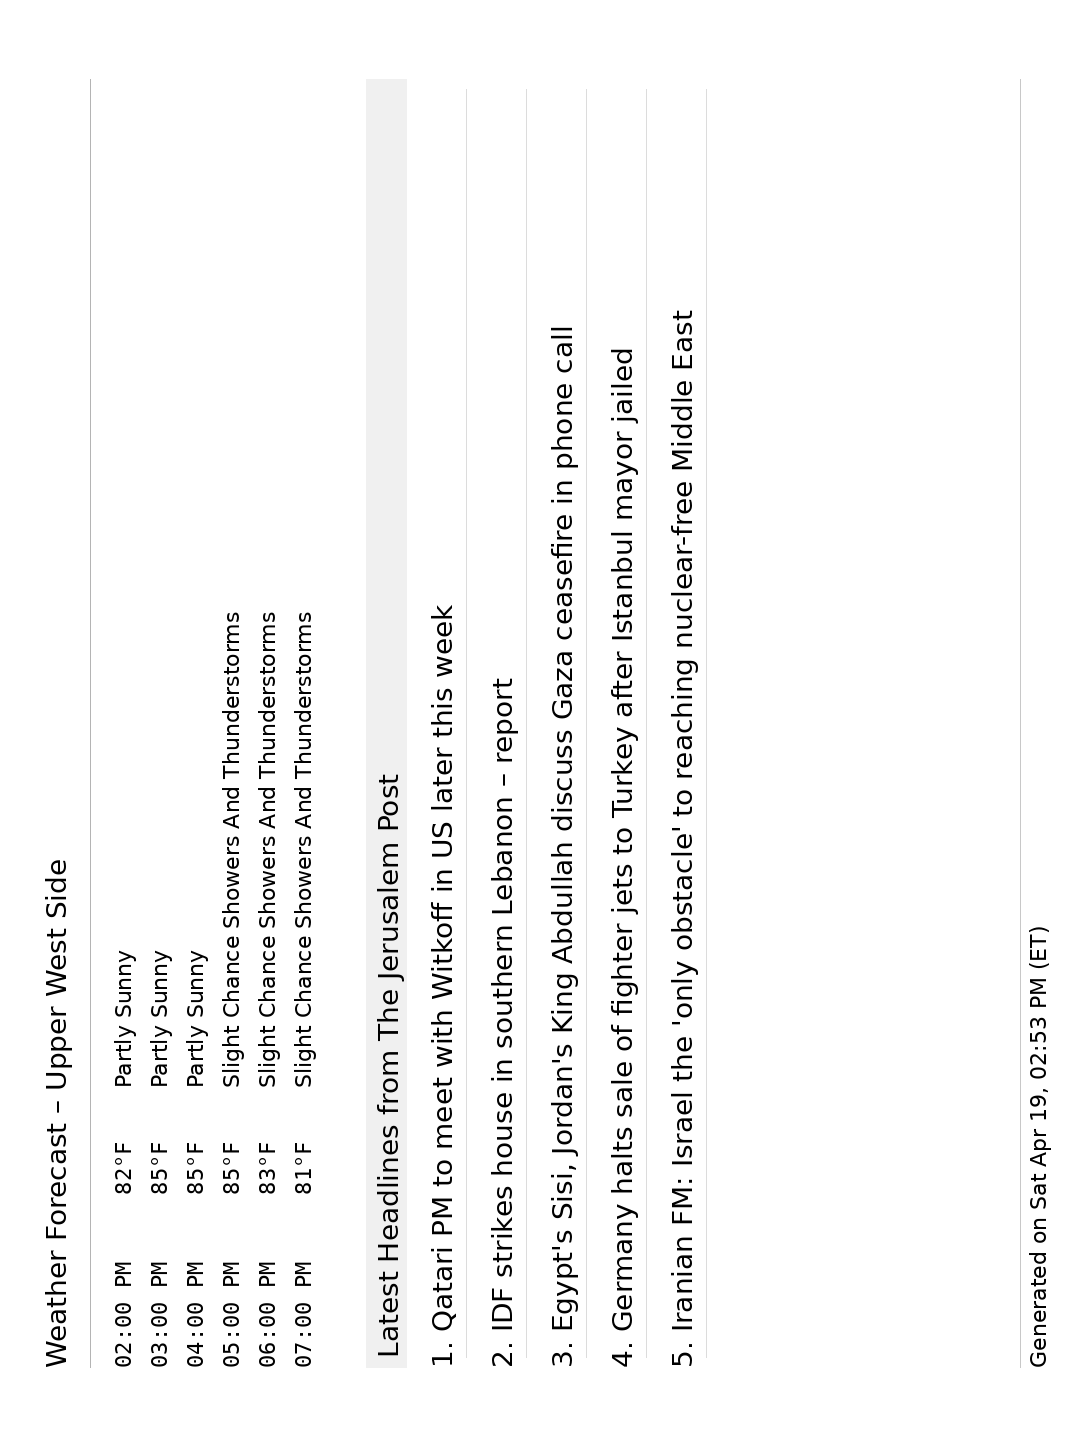 Weather Forecast – Upper West Side
02:00 PM 82°F Partly Sunny
03:00 PM 85°F Partly Sunny
04:00 PM 85°F Partly Sunny
05:00 PM 85°F Slight Chance Showers And Thunderstorms
06:00 PM 83°F Slight Chance Showers And Thunderstorms
07:00 PM 81°F Slight Chance Showers And Thunderstorms
Latest Headlines from The Jerusalem Post
1. Qatari PM to meet with Witkoff in US later this week
2. IDF strikes house in southern Lebanon – report
3. Egypt's Sisi, Jordan's King Abdullah discuss Gaza ceasefire in phone call
4. Germany halts sale of fighter jets to Turkey after Istanbul mayor jailed
5. Iranian FM: Israel the 'only obstacle' to reaching nuclear-free Middle East
Generated on Sat Apr 19, 02:53 PM (ET)